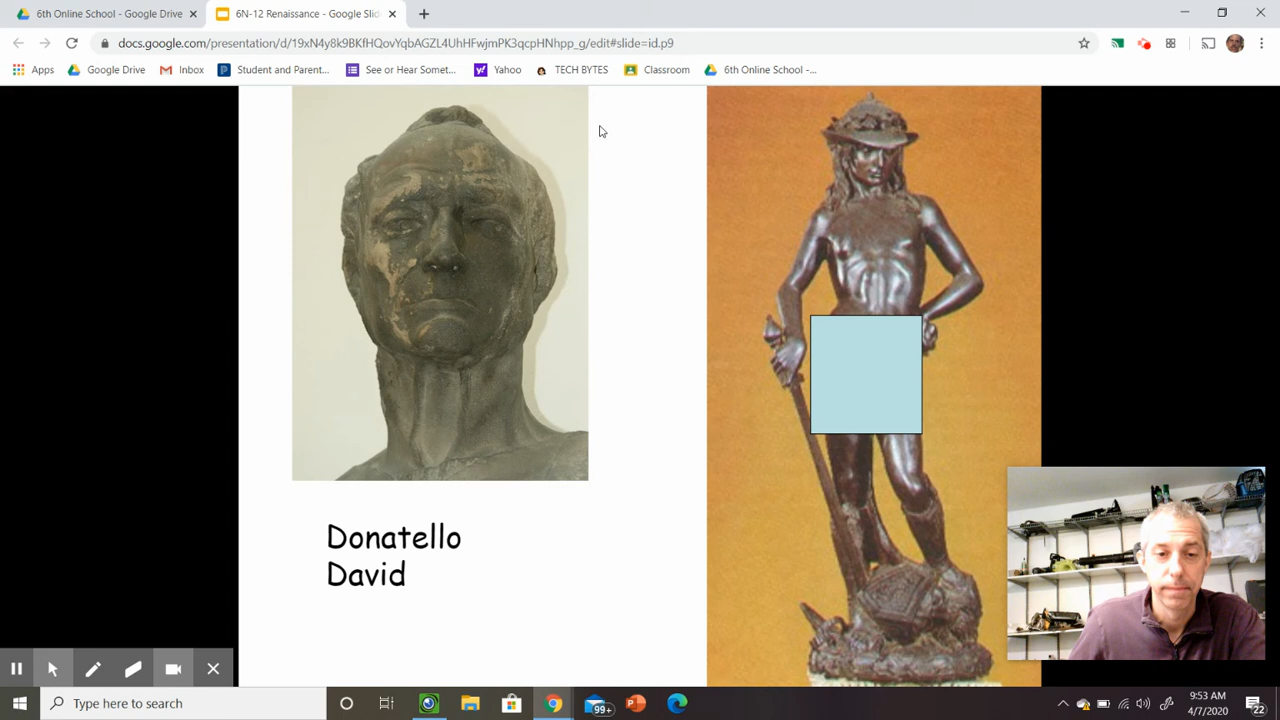 6th Online School - Google Drive
6N-12 Renaissance - Google Slid
docs.google.com/presentation/d/19xN4y8k9BKfHQovYqbAGZL4UhHFwjmPK3qcpHNhpp_g/edit#slide=id.p9
Apps
Google Drive
Inbox
Student and Parent...
See or Hear Somet...
Yahoo
TECH BYTES
Classroom
6th Online School -...
Donatello
David
Type here to search
99+
9:53 AM
4/7/2020
22